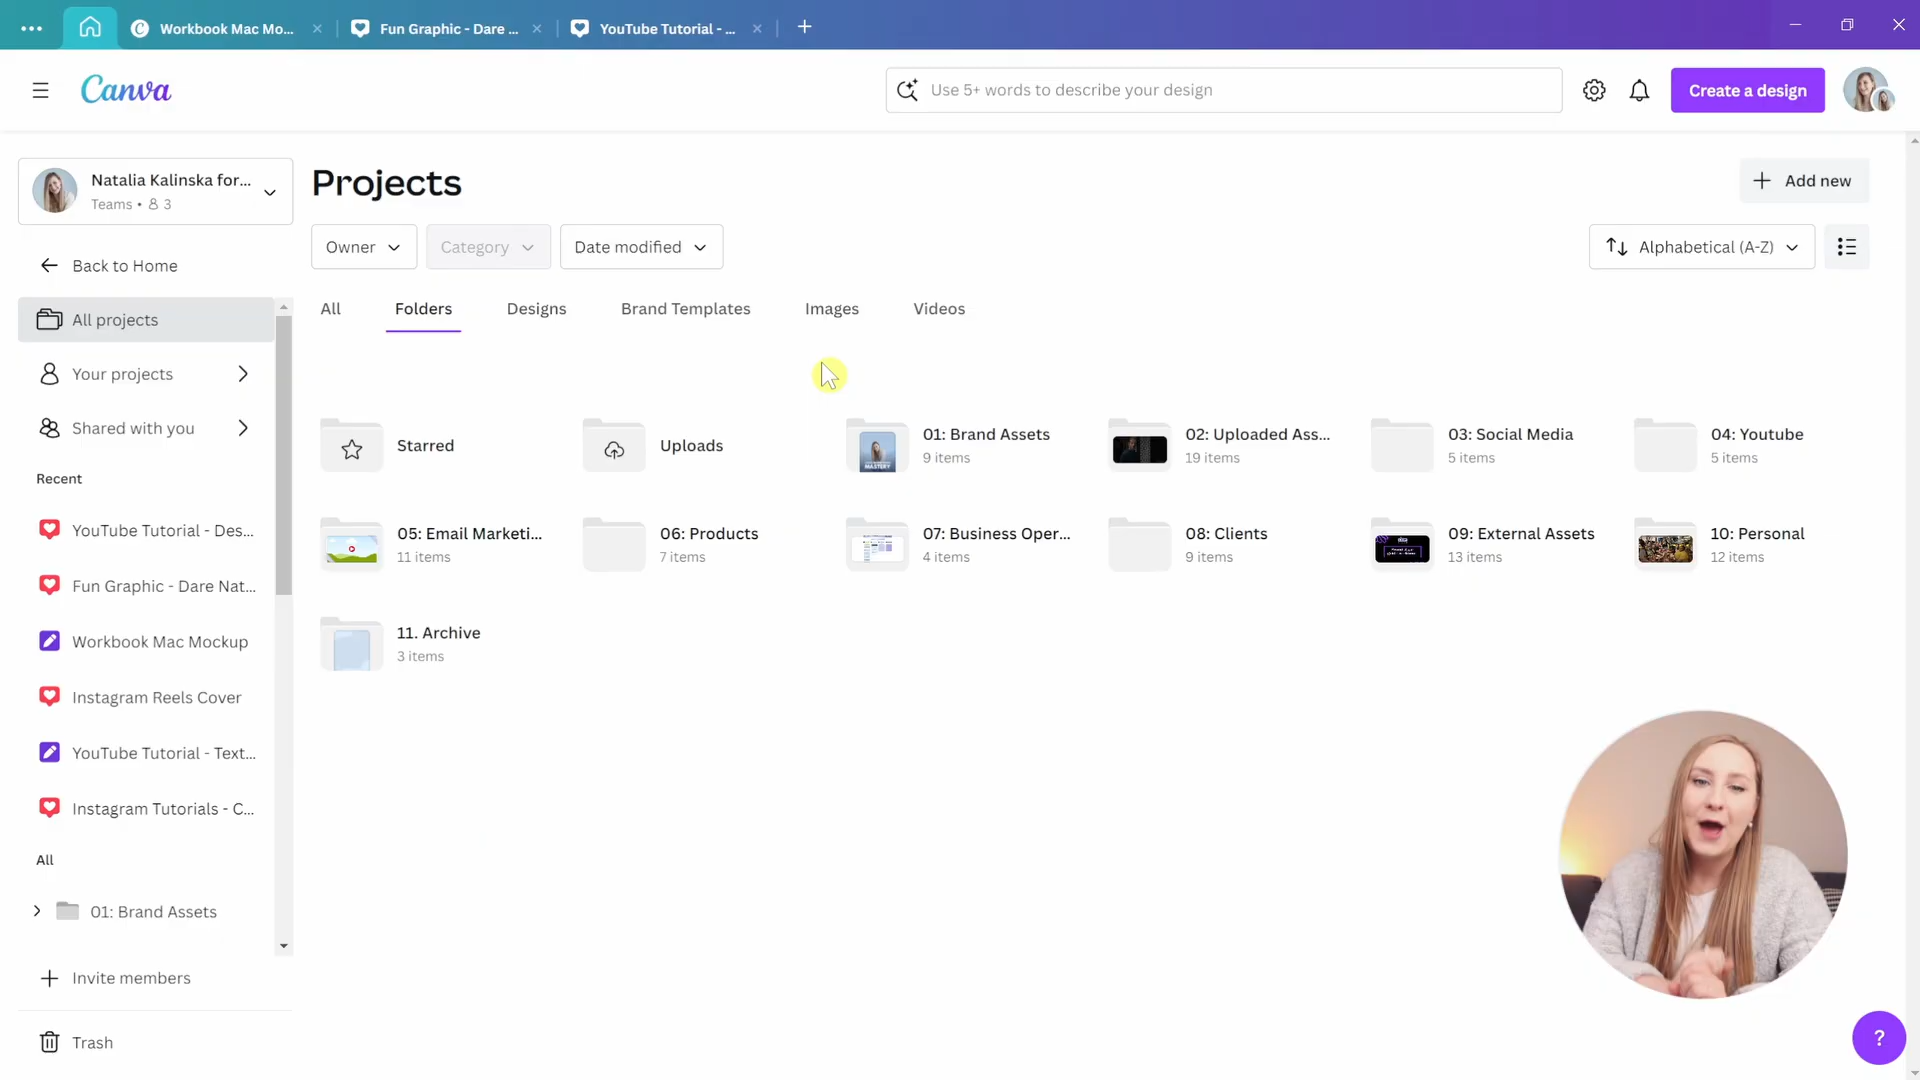 Workbook Mac Mo...
Fun Graphic - Dare ...
YouTube Tutorial - ...
Canva
Use 5+ words to describe your design
Create a design
Natalia Kalinska for...
Teams • 3
Projects
Add new
Owner
Category
Date modified
Alphabetical (A-Z)
Back to Home
All projects
Your projects
Shared with you
All
Folders
Designs
Brand Templates
Images
Videos
Starred
Uploads
01: Brand Assets
9 items
02: Uploaded Ass...
19 items
03: Social Media
5 items
04: Youtube
5 items
05: Email Marketi...
11 items
06: Products
7 items
07: Business Oper...
4 items
08: Clients
9 items
09: External Assets
13 items
10: Personal
12 items
11. Archive
3 items
MASTERY
Recent
YouTube Tutorial - Des...
Fun Graphic - Dare Nat...
Workbook Mac Mockup
Instagram Reels Cover
YouTube Tutorial - Text...
Instagram Tutorials - C...
All
01: Brand Assets
Invite members
Trash
?